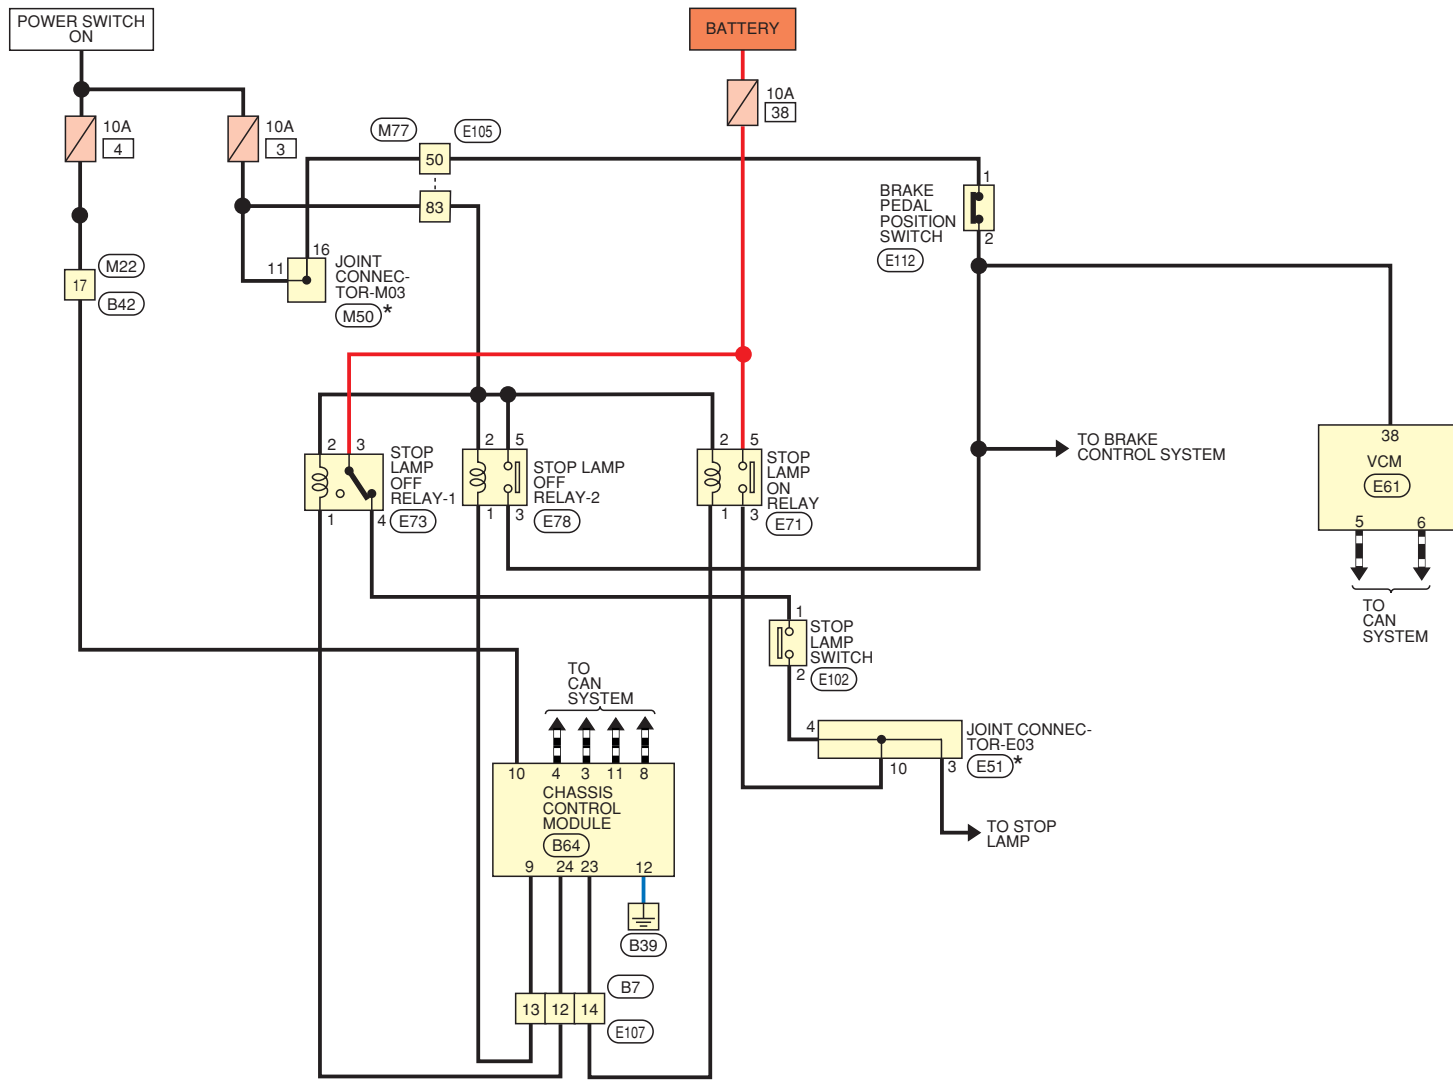 POWER SWITCH
ON
BATTERY
10A
4
10A
3
10A
38
M77
E105
50
83
1
BRAKE
PEDAL
POSITION
SWITCH
2
E112
M22
17
B42
16
11
JOINT
CONNEC-
TOR-M03
M50 *
2 3
STOP
LAMP
OFF
RELAY-1
1 4
E73
2 5
STOP LAMP
OFF
RELAY-2
1 3
E78
2 5
STOP
LAMP
ON
RELAY
1 3
E71
TO BRAKE
CONTROL SYSTEM
38
VCM
E61
5 6
TO
CAN
SYSTEM
1
STOP
LAMP
SWITCH
2
E102
TO
CAN
SYSTEM
4
JOINT CONNEC-
TOR-E03
10 3
E51 *
TO STOP
LAMP
10 4 3 11 8
CHASSIS
CONTROL
MODULE
B64
9 24 23 12
B39
B7
13 12 14
E107